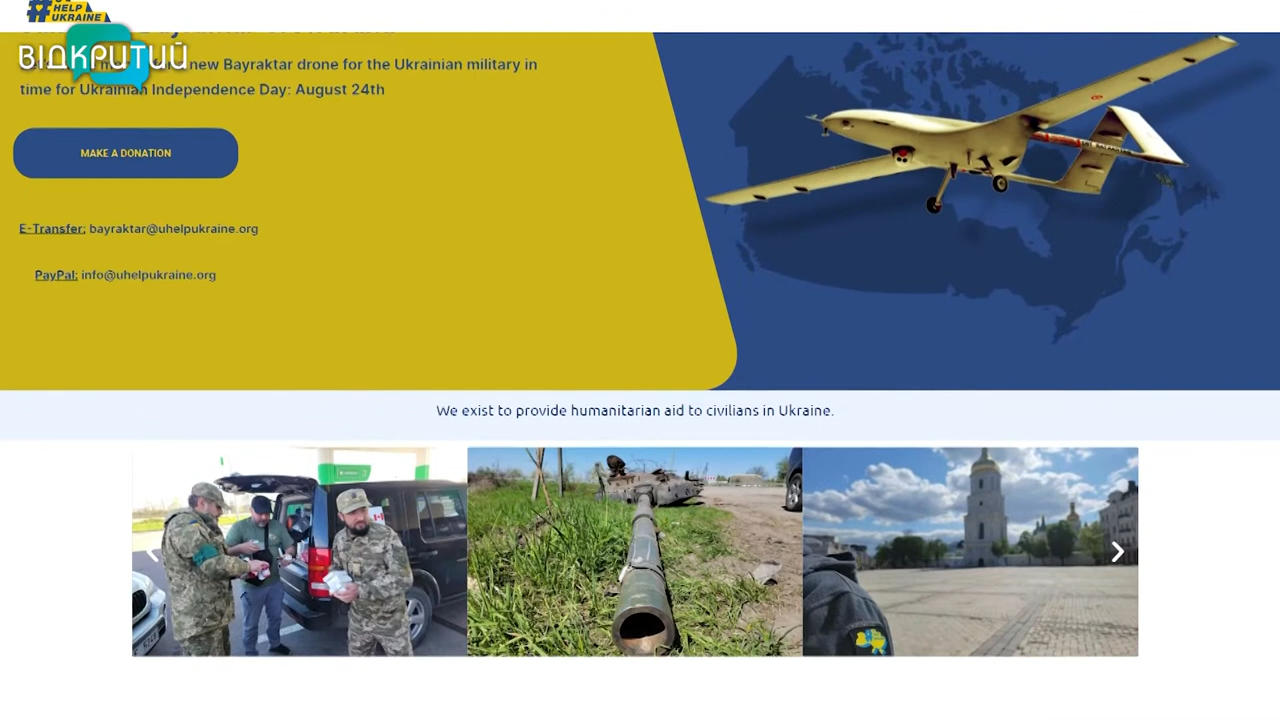 #
HELP
UKRAINE
ВІДКРИТИЙ
new Bayraktar drone for the Ukrainian military in
time for Ukrainian Independence Day: August 24th
MAKE A DONATION
E-Transfer: bayraktar@uhelpukraine.org
PayPal: info@uhelpukraine.org
We exist to provide humanitarian aid to civilians in Ukraine.